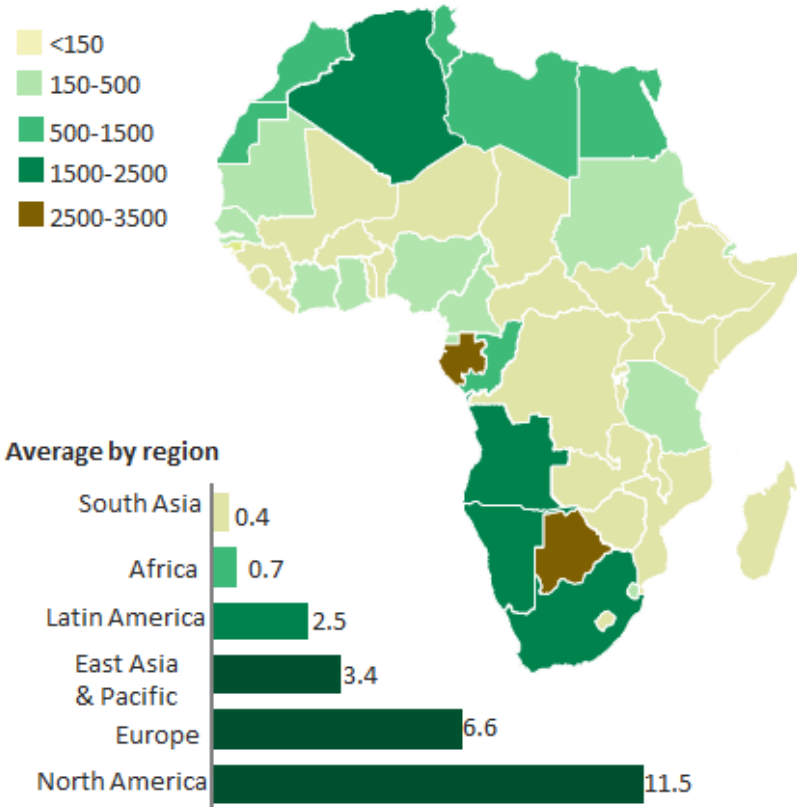 <150
150-500
500-1500
1500-2500
2500-3500
Average by region
South Asia
0.4
Africa
0.7
Latin America
2.5
East Asia
& Pacific
3.4
Europe
6.6
North America
11.5